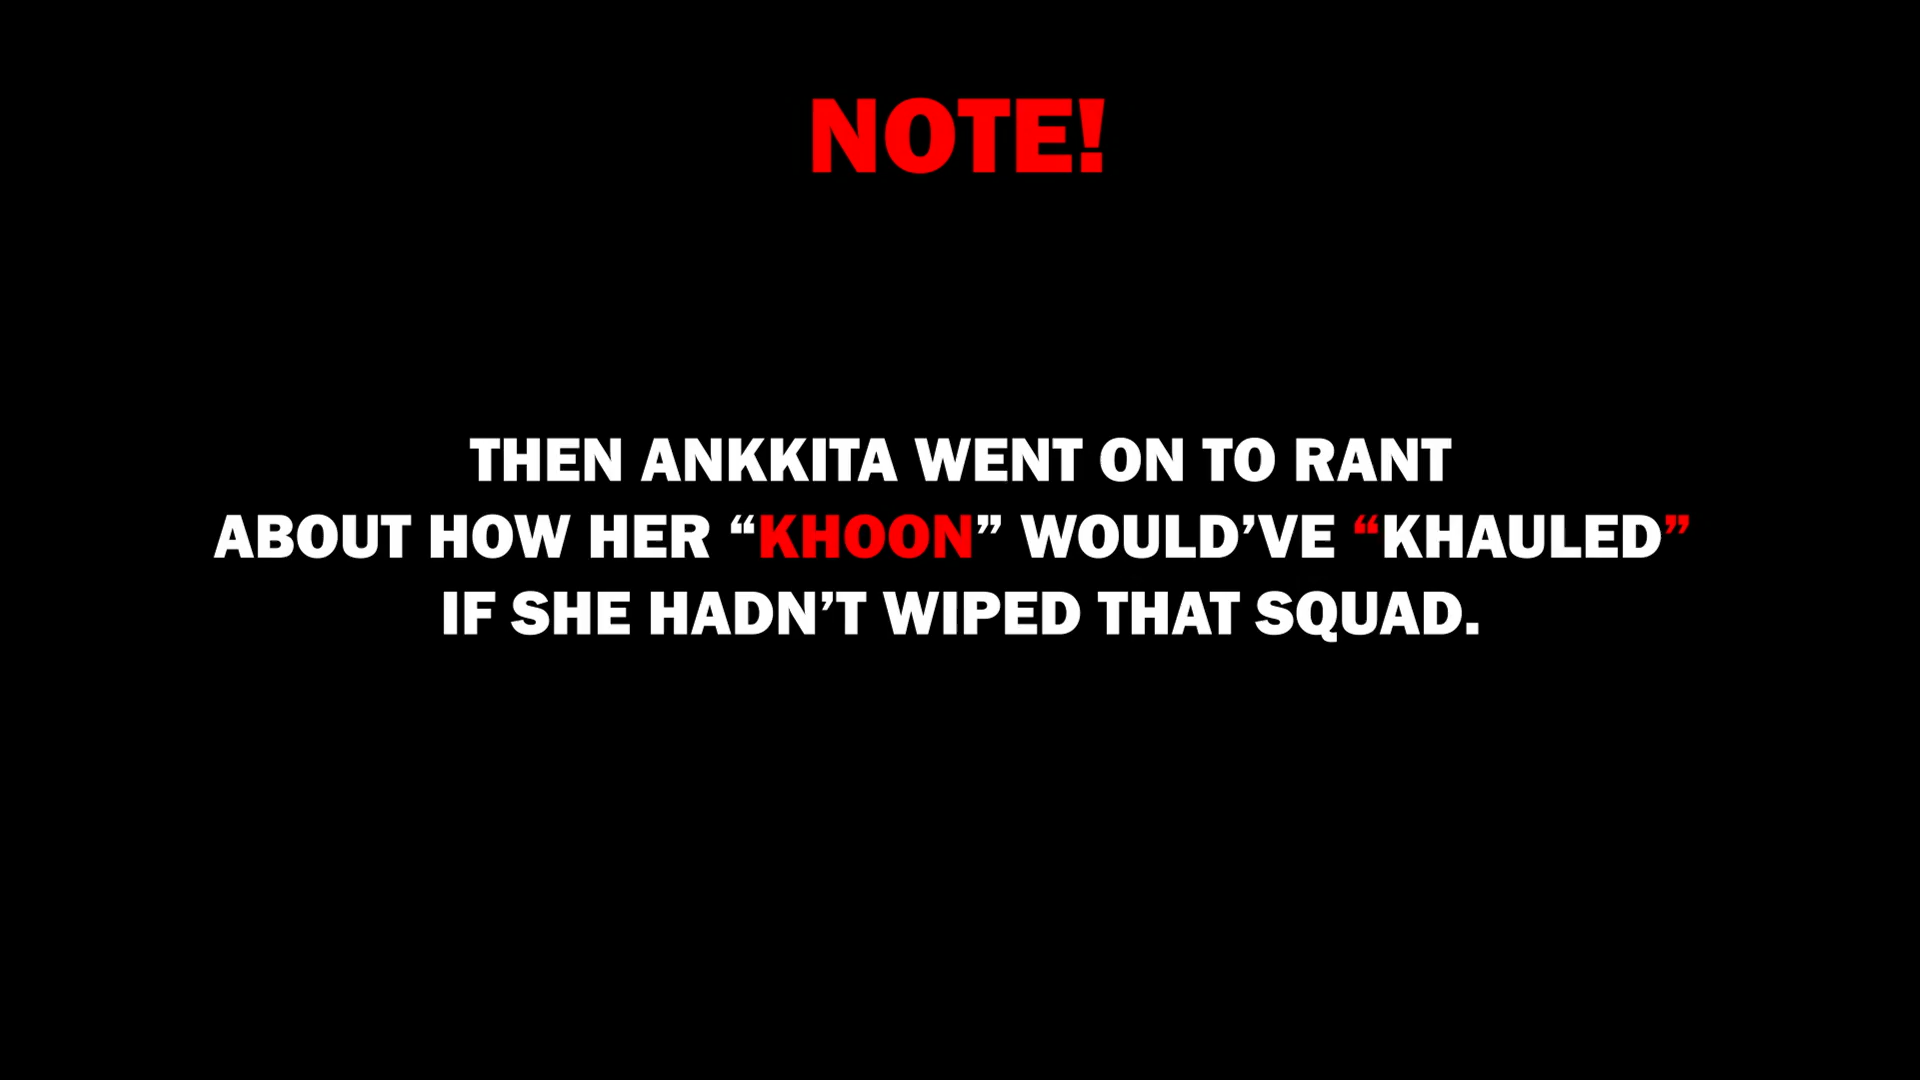 NOTE!
THEN ANKKITA WENT ON TO RANT
ABOUT HOW HER “KHOON” WOULD’VE “KHAULED”
IF SHE HADN’T WIPED THAT SQUAD.